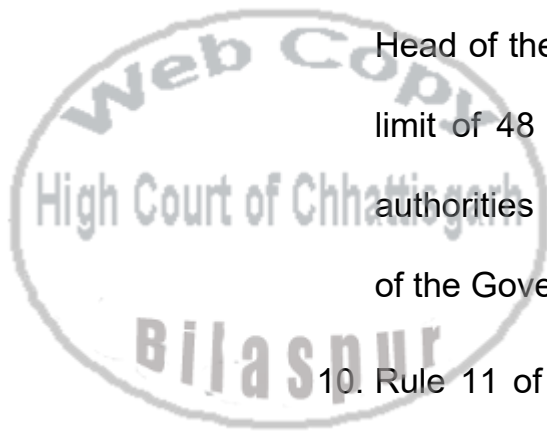 Web Copy
Head of the
limit of 48
High Court of Chhattisgarh
authorities
of the Gove
Bilaspur
10. Rule 11 of